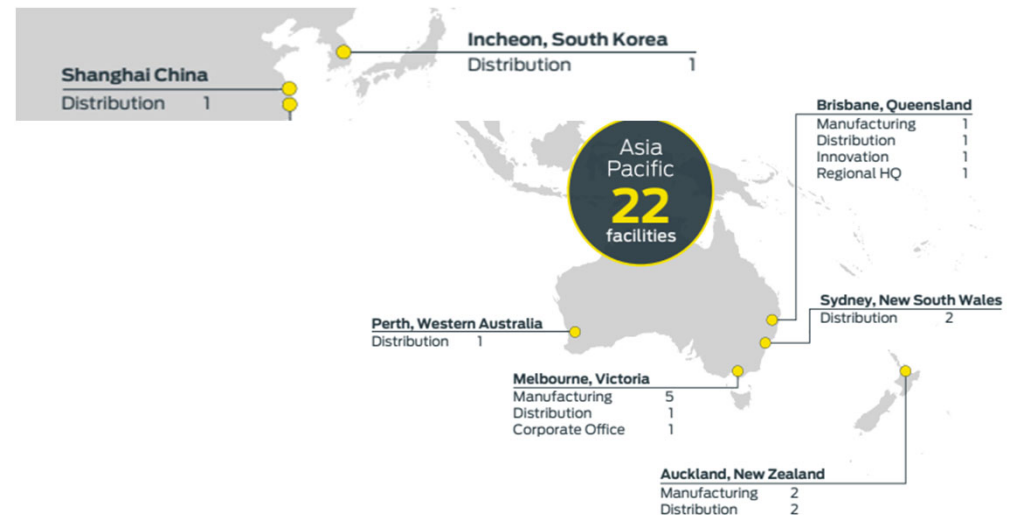 Incheon, South Korea
Distribution 1
Shanghai China
Distribution 1
Brisbane, Queensland
Manufacturing 1
Distribution 1
Innovation 1
Regional HQ 1
Asia
Pacific
22
facilities
Sydney, New South Wales
Distribution 2
Perth, Western Australia
Distribution 1
Melbourne, Victoria
Manufacturing 5
Distribution 1
Corporate Office 1
Auckland, New Zealand
Manufacturing 2
Distribution 2